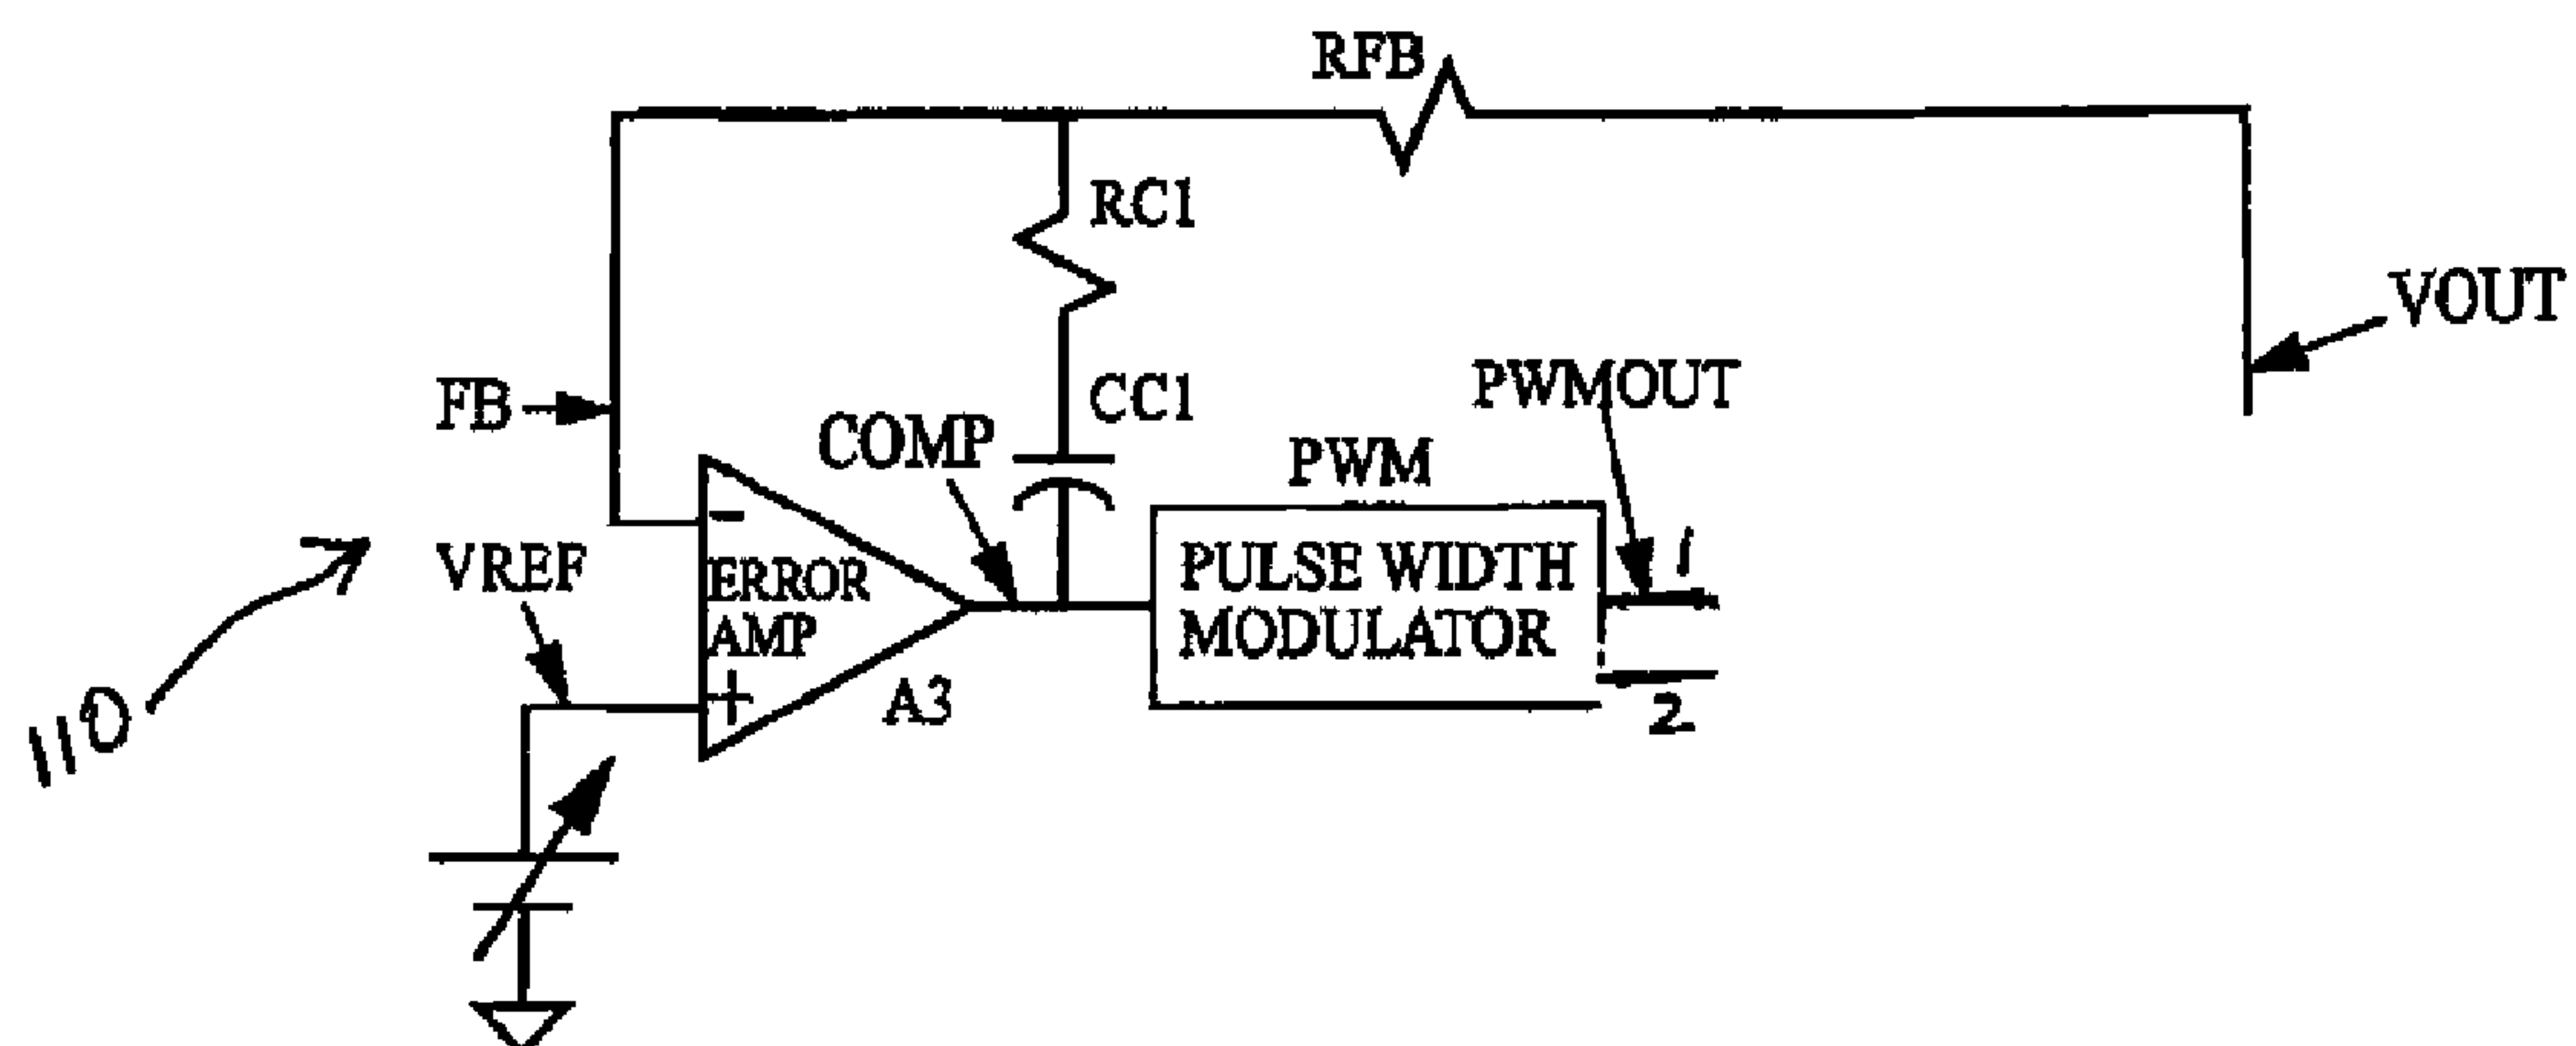 RFB
RC1
VOUT
CC1
PWMOUT
FB
COMP
PWM
-
VREF
ERROR
AMP
PULSE WIDTH
MODULATOR
1
+
A3
2
110